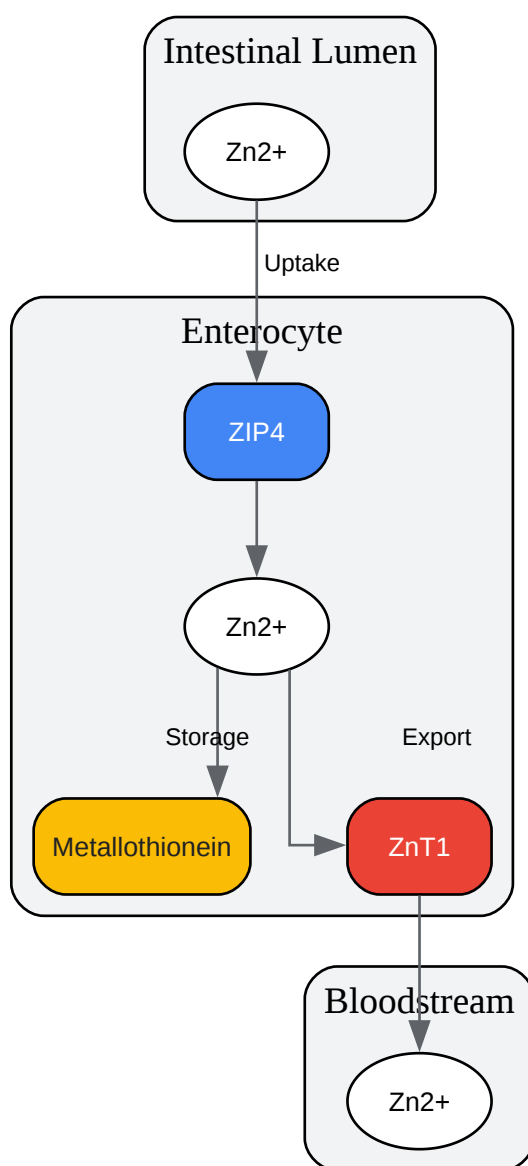 Intestinal Lumen
Zn2+
Uptake
Enterocyte
ZIP4
Zn2+
Storage
Export
Metallothionein
ZnT1
Bloodstream
Zn2+